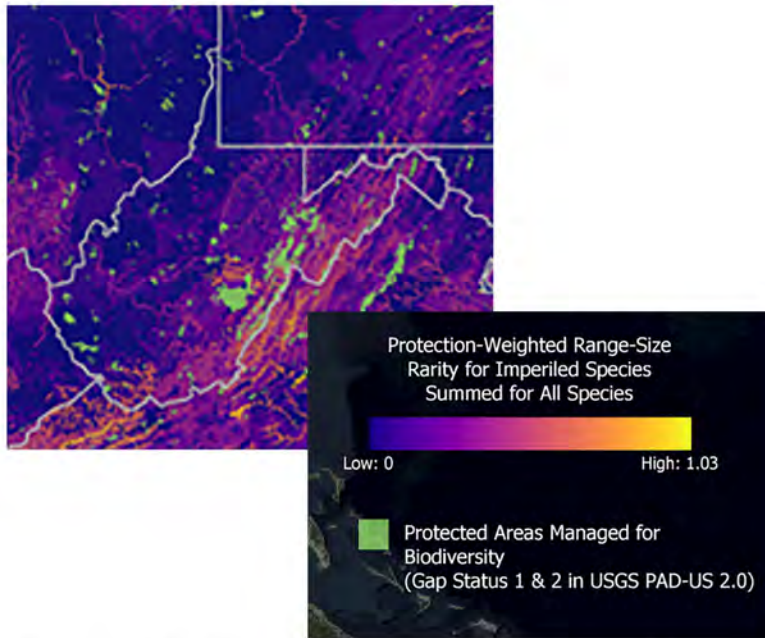 Protection-Weighted Range-Size
Rarity for Imperiled Species
Summed for All Species
Low: 0
High: 1.03
Protected Areas Managed for
Biodiversity
(Gap Status 1 & 2 in USGS PAD-US 2.0)